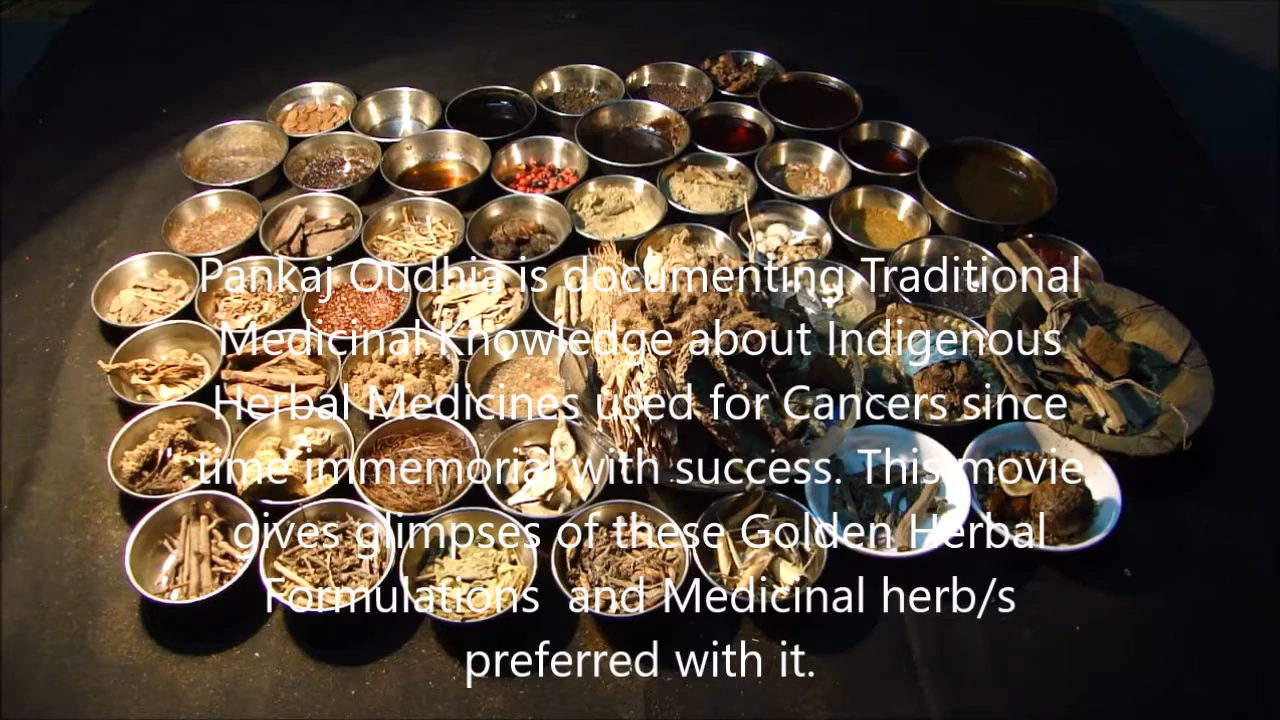 Pankaj Oudhia is documenting Traditional
Medicinal Knowledge about Indigenous
Herbal Medicines used for Cancers since
time immemorial with success. This movie
gives glimpses of these Golden Herbal
Formulations  and Medicinal herb/s
preferred with it.